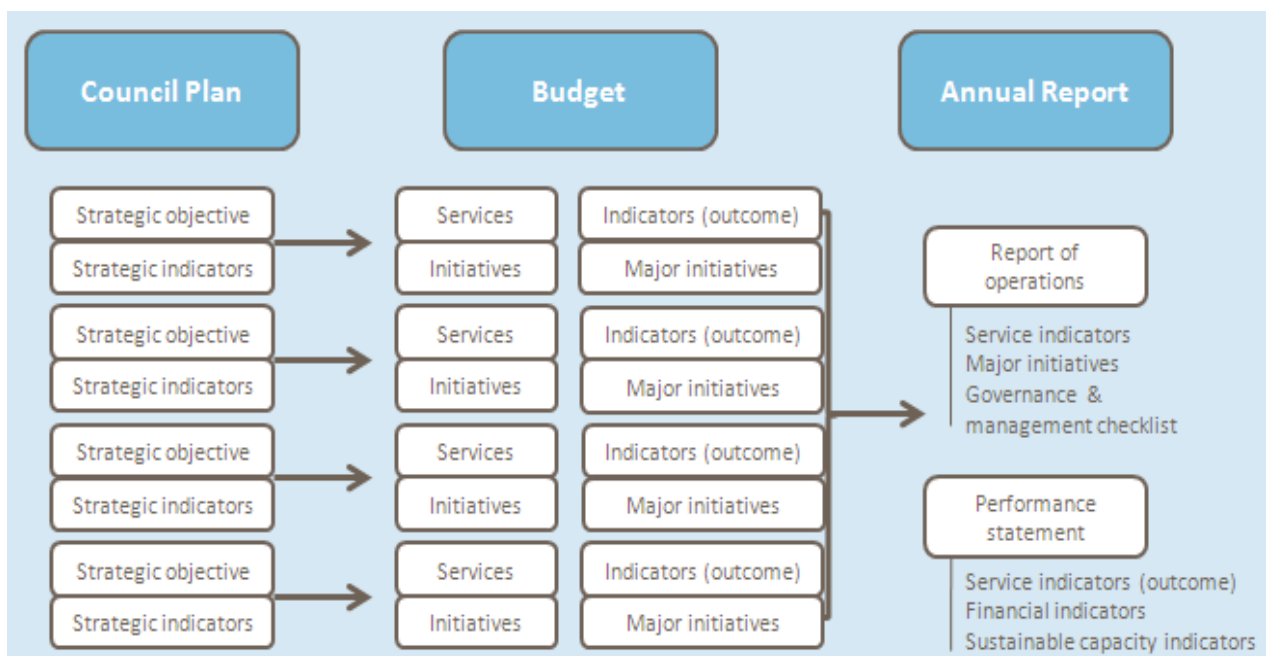 Council Plan
Budget
Annual Report
Strategic objective
Strategic indicators
Strategic objective
Strategic indicators
Strategic objective
Strategic indicators
Strategic objective
Strategic indicators
Services
Initiatives
Services
Initiatives
Services
Initiatives
Services
Initiatives
Indicators (outcome)
Major initiatives
Indicators (outcome)
Major initiatives
Indicators (outcome)
Major initiatives
Indicators (outcome)
Major initiatives
Report of
operations
Service indicators
Major initiatives
Governance &
management checklist
Performance
statement
Service indicators (outcome)
Financial indicators
Sustainable capacity indicators